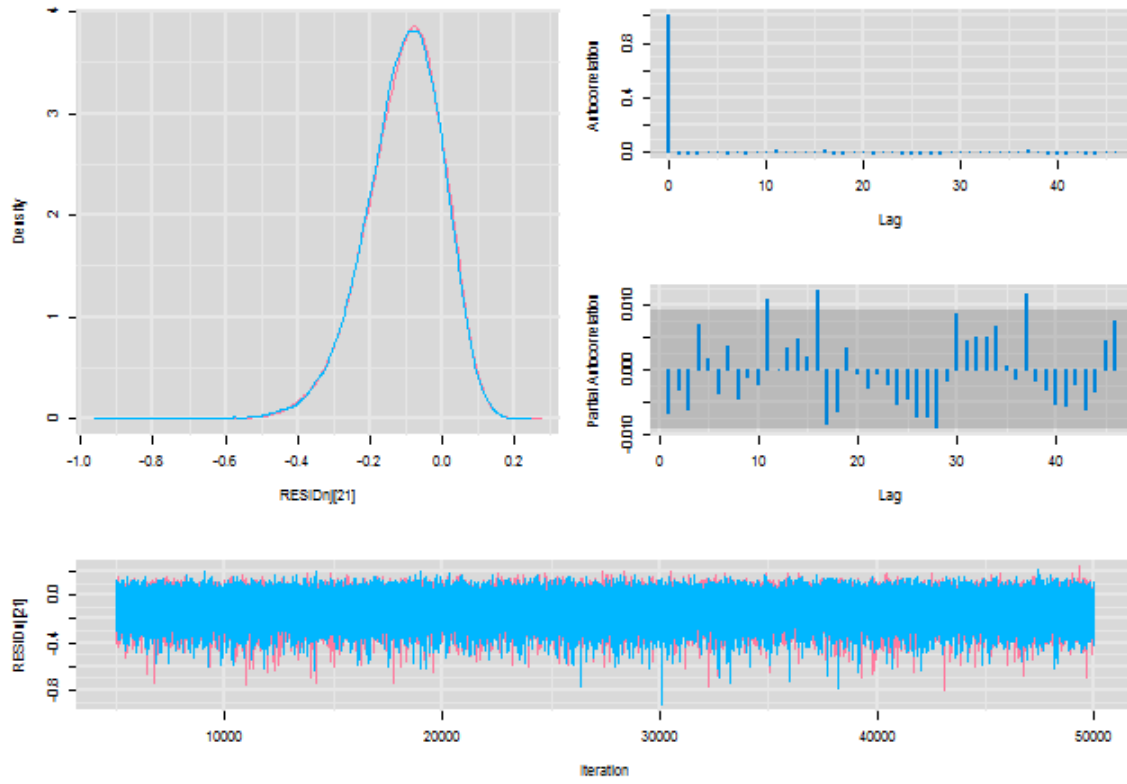 Density
0 1 2 3 4
-1.0 -0.8 -0.6 -0.4 -0.2 0.0 0.2
RESIDnj[21]
Autocorrelation
0.0 0.4 0.8
0 10 20 30 40
Lag
Partial Autocorrelation
-0.010 0.000 0.010
0 10 20 30 40
Lag
RESIDnj[21]
-0.8 -0.4 0.0
10000 20000 30000 40000 50000
Iteration